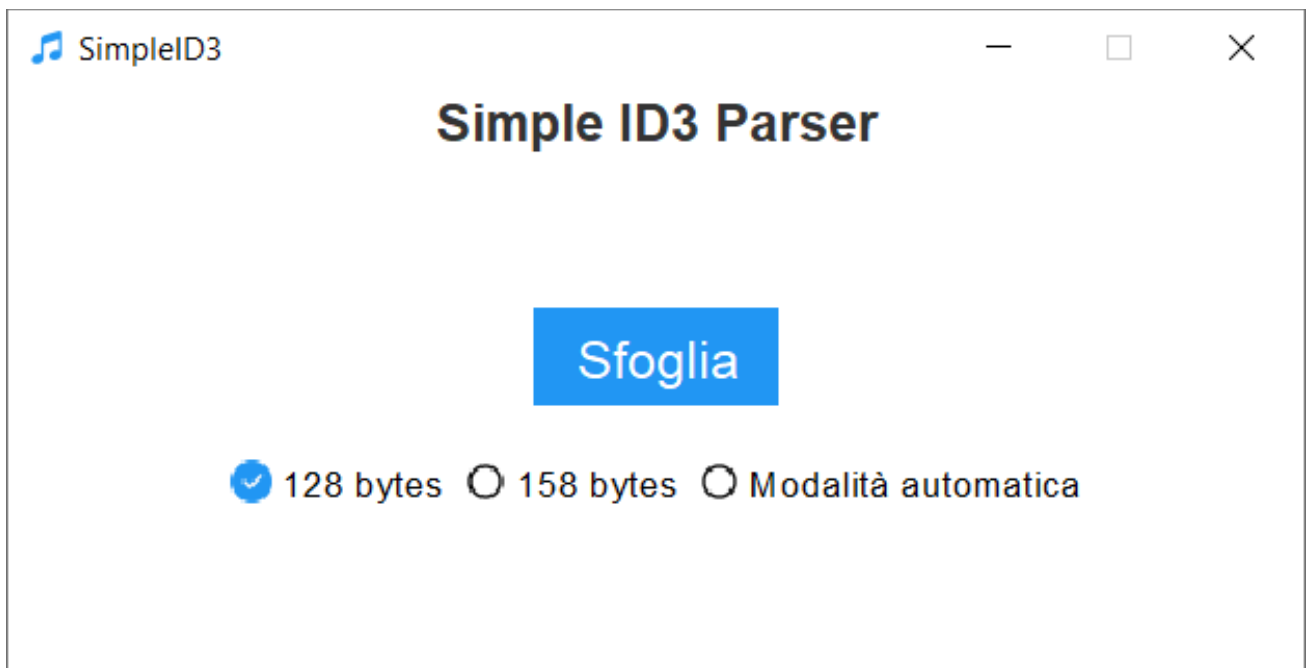 SimpleID3
Simple ID3 Parser
Sfoglia
128 bytes 158 bytes Modalità automatica